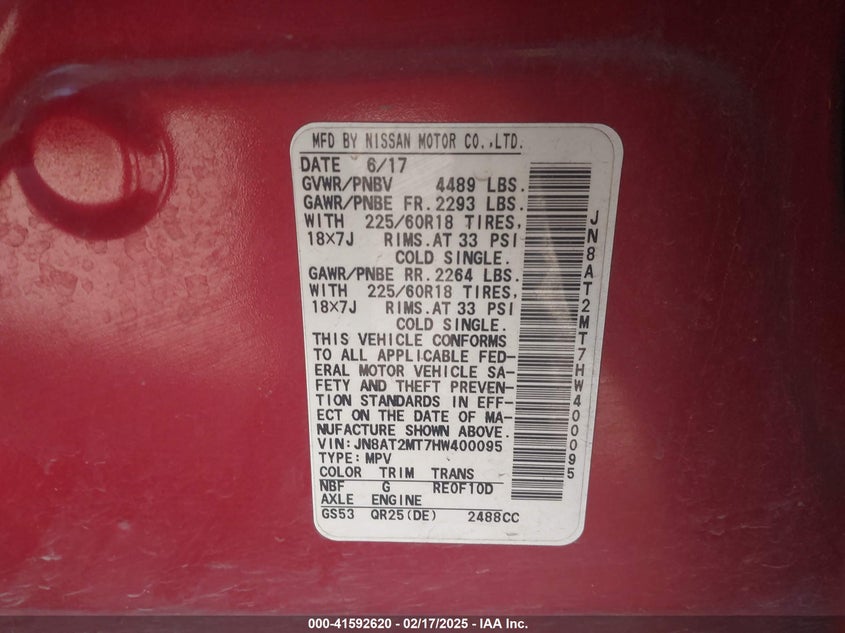 MFD BY NISSAN MOTOR CO.,LTD.
DATE 6/17
GVWR/PNBV 4489 LBS.
GAWR/PNBE FR. 2293 LBS.
WITH 225/60R18 TIRES,
18×7J RIMS. AT 33 PSI
COLD SINGLE.
GAWR/PNBE RR. 2264 LBS.
WITH 225/60R18 TIRES,
18×7J RIMS. AT 33 PSI
COLD SINGLE.
THIS VEHICLE CONFORMS
TO ALL APPLICABLE FED-
ERAL MOTOR VEHICLE SA-
FETY AND THEFT PREVEN-
TION STANDARDS IN EFF-
ECT ON THE DATE OF MA-
NUFACTURE SHOWN ABOVE.
VIN:JN8AT2MT7HW400095
TYPE:MPV
COLOR TRIM TRANS
NBF G RE0F10D
AXLE ENGINE
GS53 QR25(DE) 2488CC
JN8AT2MT7HW400095
000-41592620 - 02/17/2025 - IAA Inc.